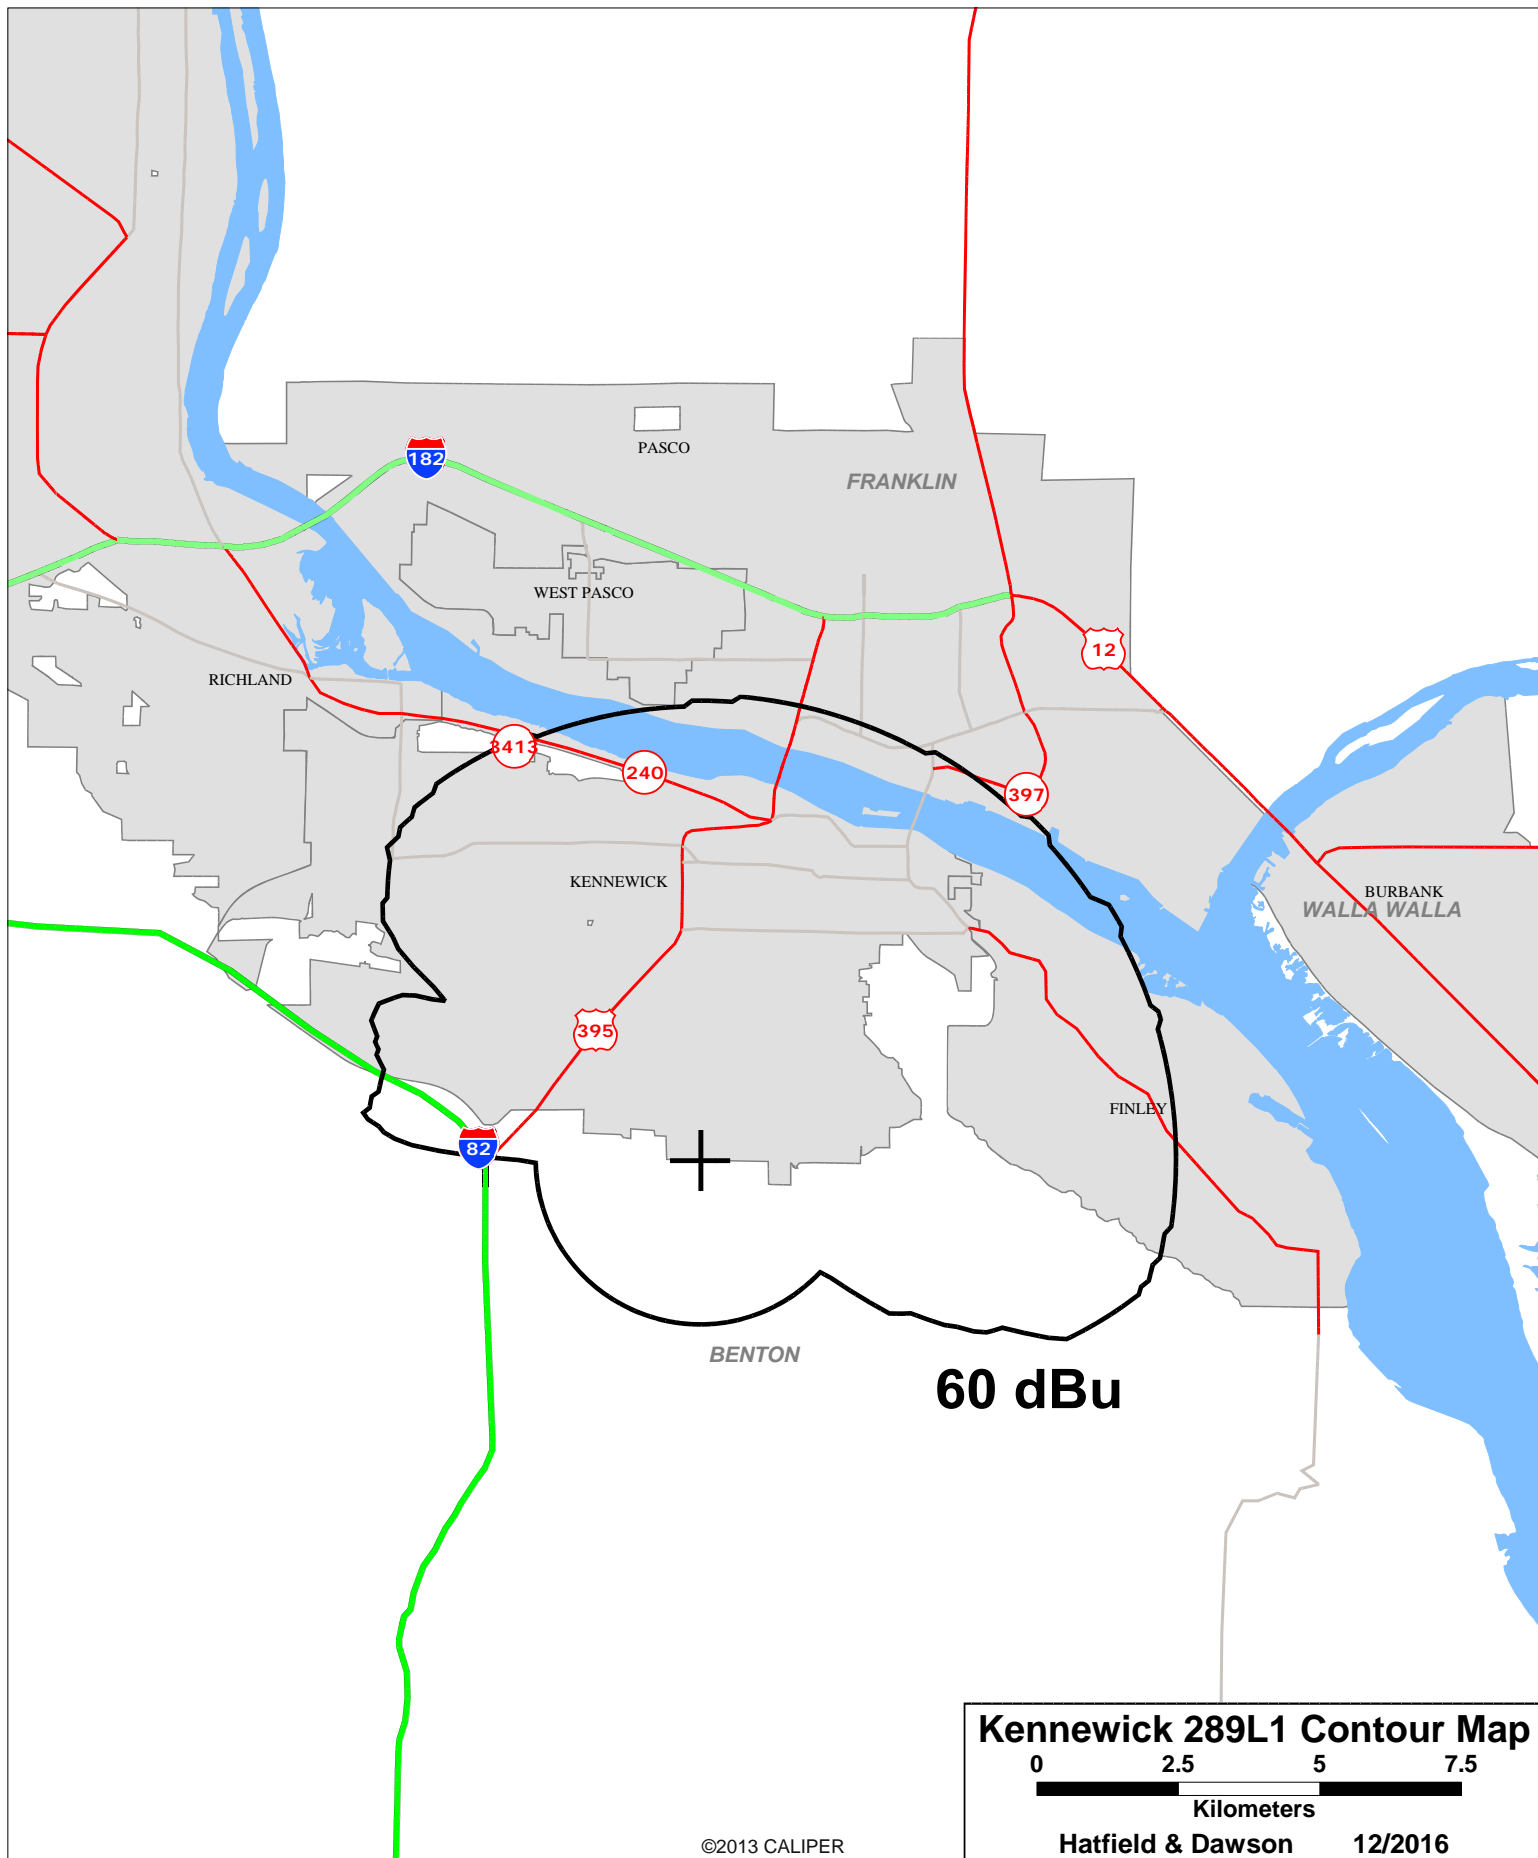 PASCO
182
FRANKLIN
WEST PASCO
12
RICHLAND
3413
240
397
KENNEWICK
BURBANK
WALLA WALLA
395
FINLEY
82
BENTON
60 dBu
Kennewick 289L1 Contour Map
0 2.5 5 7.5
Kilometers
Hatfield & Dawson 12/2016
©2013 CALIPER